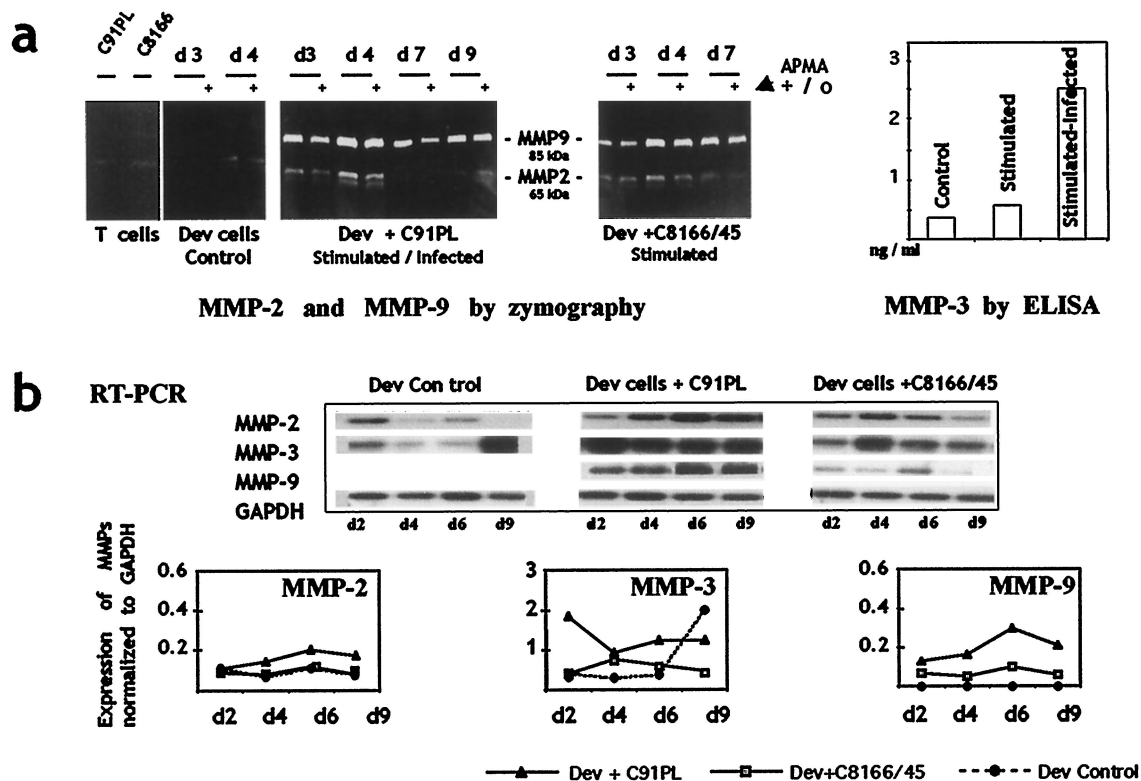 a
C91PL C8166
d 3 d 4
+ +
d3 d 4 d 7 d 9
+ + + +
d 3 d 4 d 7
+ + +
APMA
+ / o
- MMP9 -
85 kDa
- MMP2 -
65 kDa
T cells
Dev cells
Control
Dev + C91PL
Stimulated / Infected
Dev +C8166/45
Stimulated
MMP-2 and MMP-9 by zymography
3
2
1
ng / ml
Control
Stimulated
Stimulated-Infected
MMP-3 by ELISA
b
RT-PCR
Dev Con trol Dev cells + C91PL Dev cells +C8166/45
MMP-2
MMP-3
MMP-9
GAPDH
d2 d4 d6 d9 d2 d4 d6 d9 d2 d4 d6 d9
Expression of MMPs
normalized to GAPDH
MMP-2
0.6
0.4
0.2
d2 d4 d6 d9
MMP-3
3
2
1
d2 d4 d6 d9
MMP-9
0.6
0.4
0.2
d2 d4 d6 d9
Dev + C91PL Dev+C8166/45 Dev Control